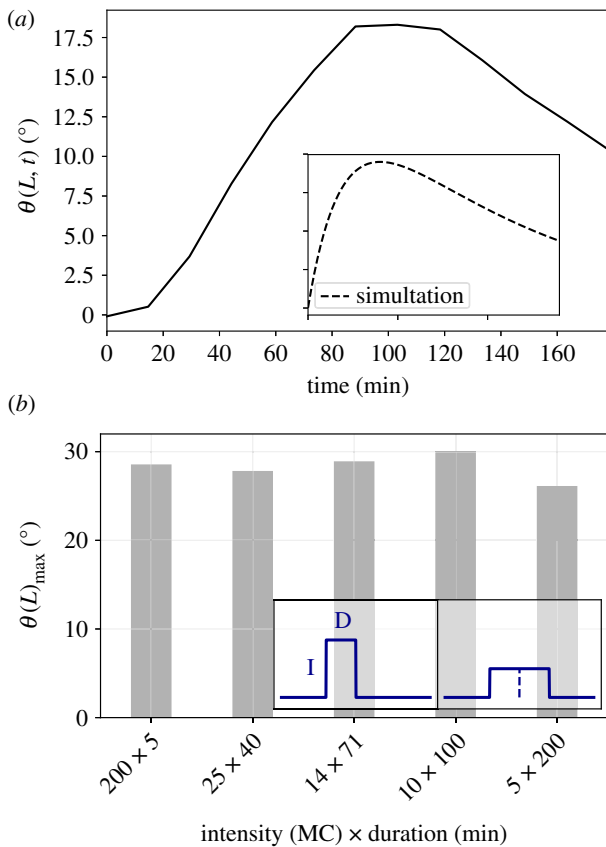 (a)
17.5
15.0
12.5
10.0
7.5
5.0
2.5
0
θ(L, t) (°)
simultation
0 20 40 60 80 100 120 140 160
time (min)
(b)
30
20
10
0
θ(L)max (°)
D
I
200 × 5 25 × 40 14 × 71 10 × 100 5 × 200
intensity (MC) × duration (min)